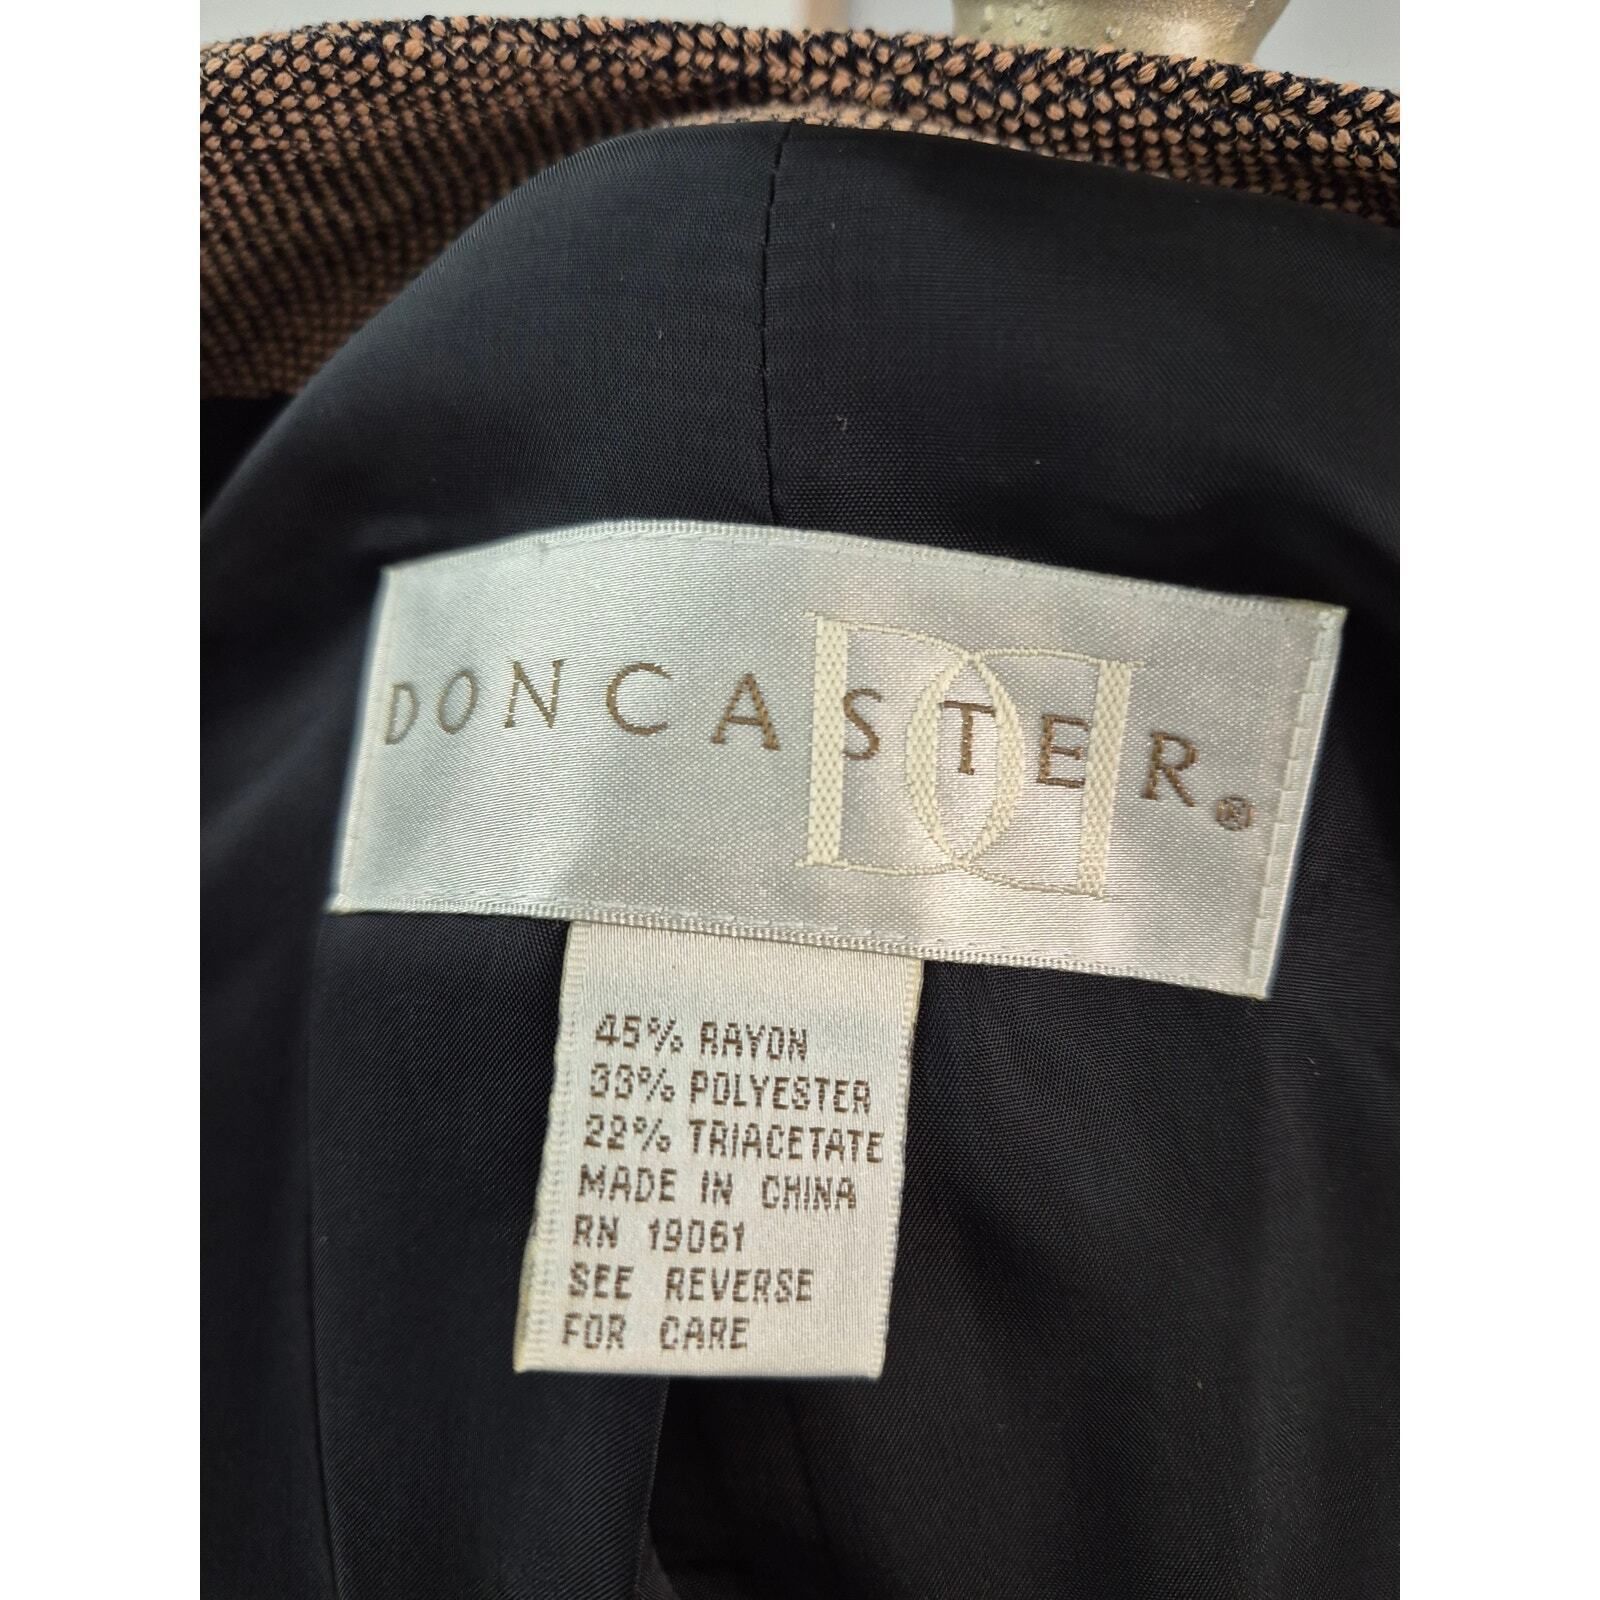 DONCASTER®
45% RAYON
33% POLYESTER
22% TRIACETATE
MADE IN CHINA
RN 19061
SEE REVERSE
FOR CARE